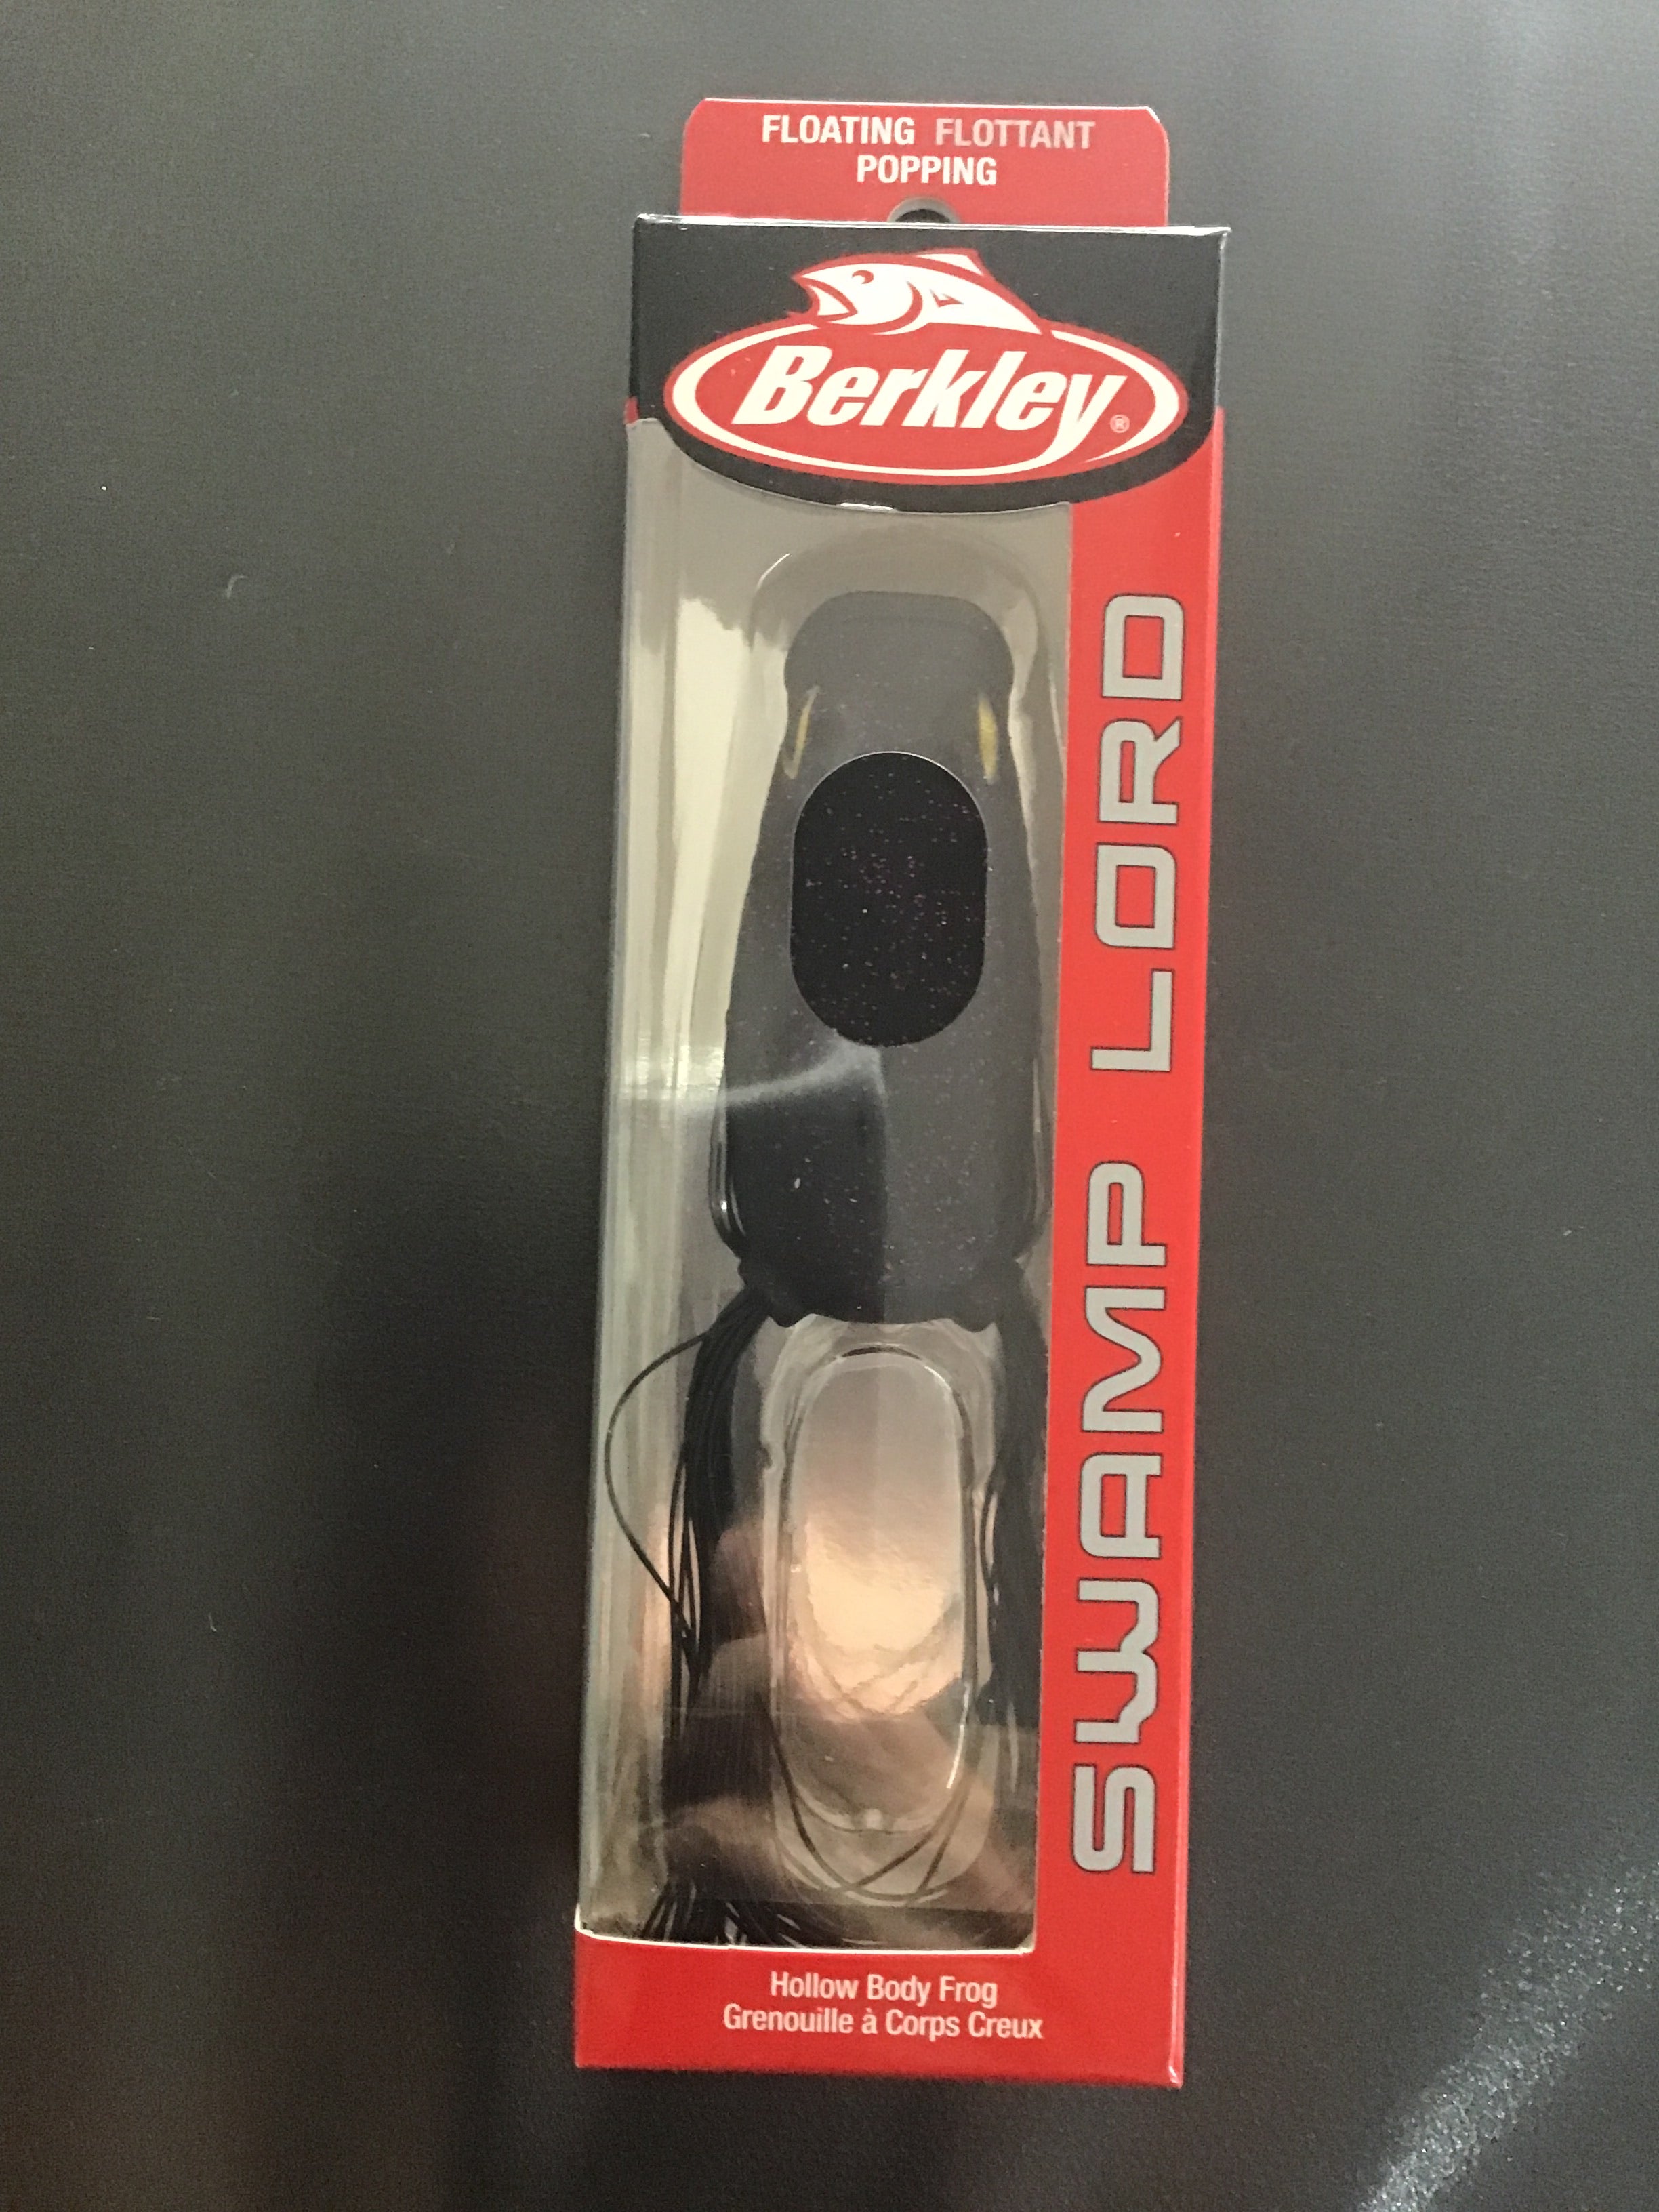 FLOATING FLOTTANT
POPPING
Berkley®
SWAMP LORD
Hollow Body Frog
Grenouille à Corps Creux